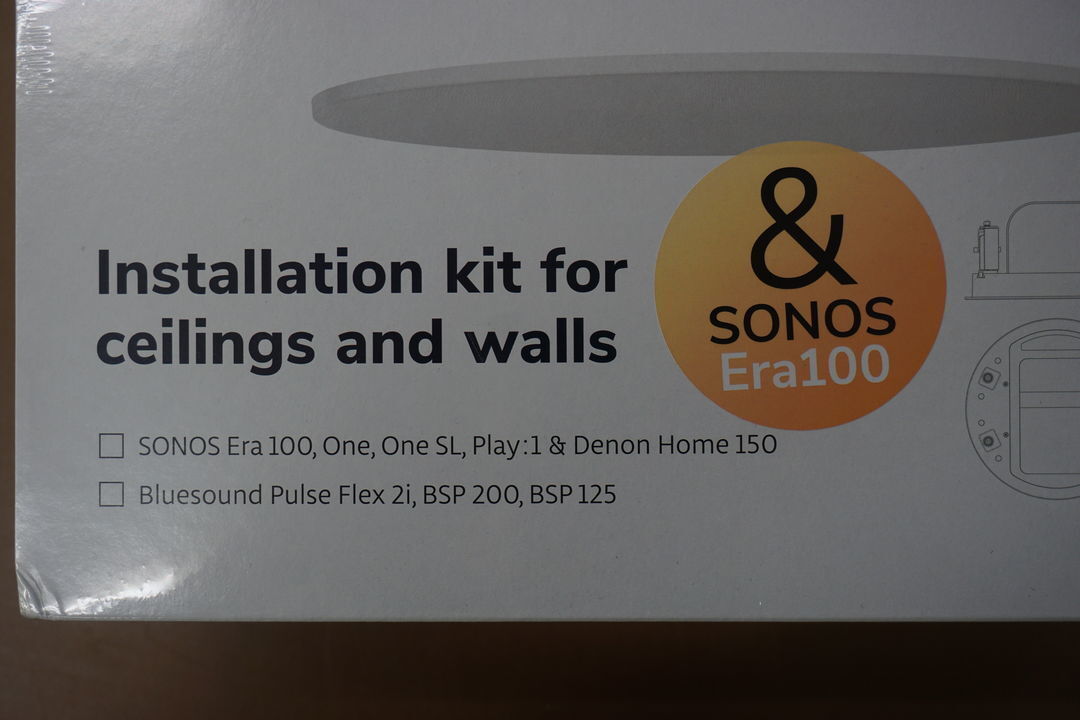 Installation kit for
ceilings and walls
&
SONOS
Era100
SONOS Era 100, One, One SL, Play:1 & Denon Home 150
Bluesound Pulse Flex 2i, BSP 200, BSP 125